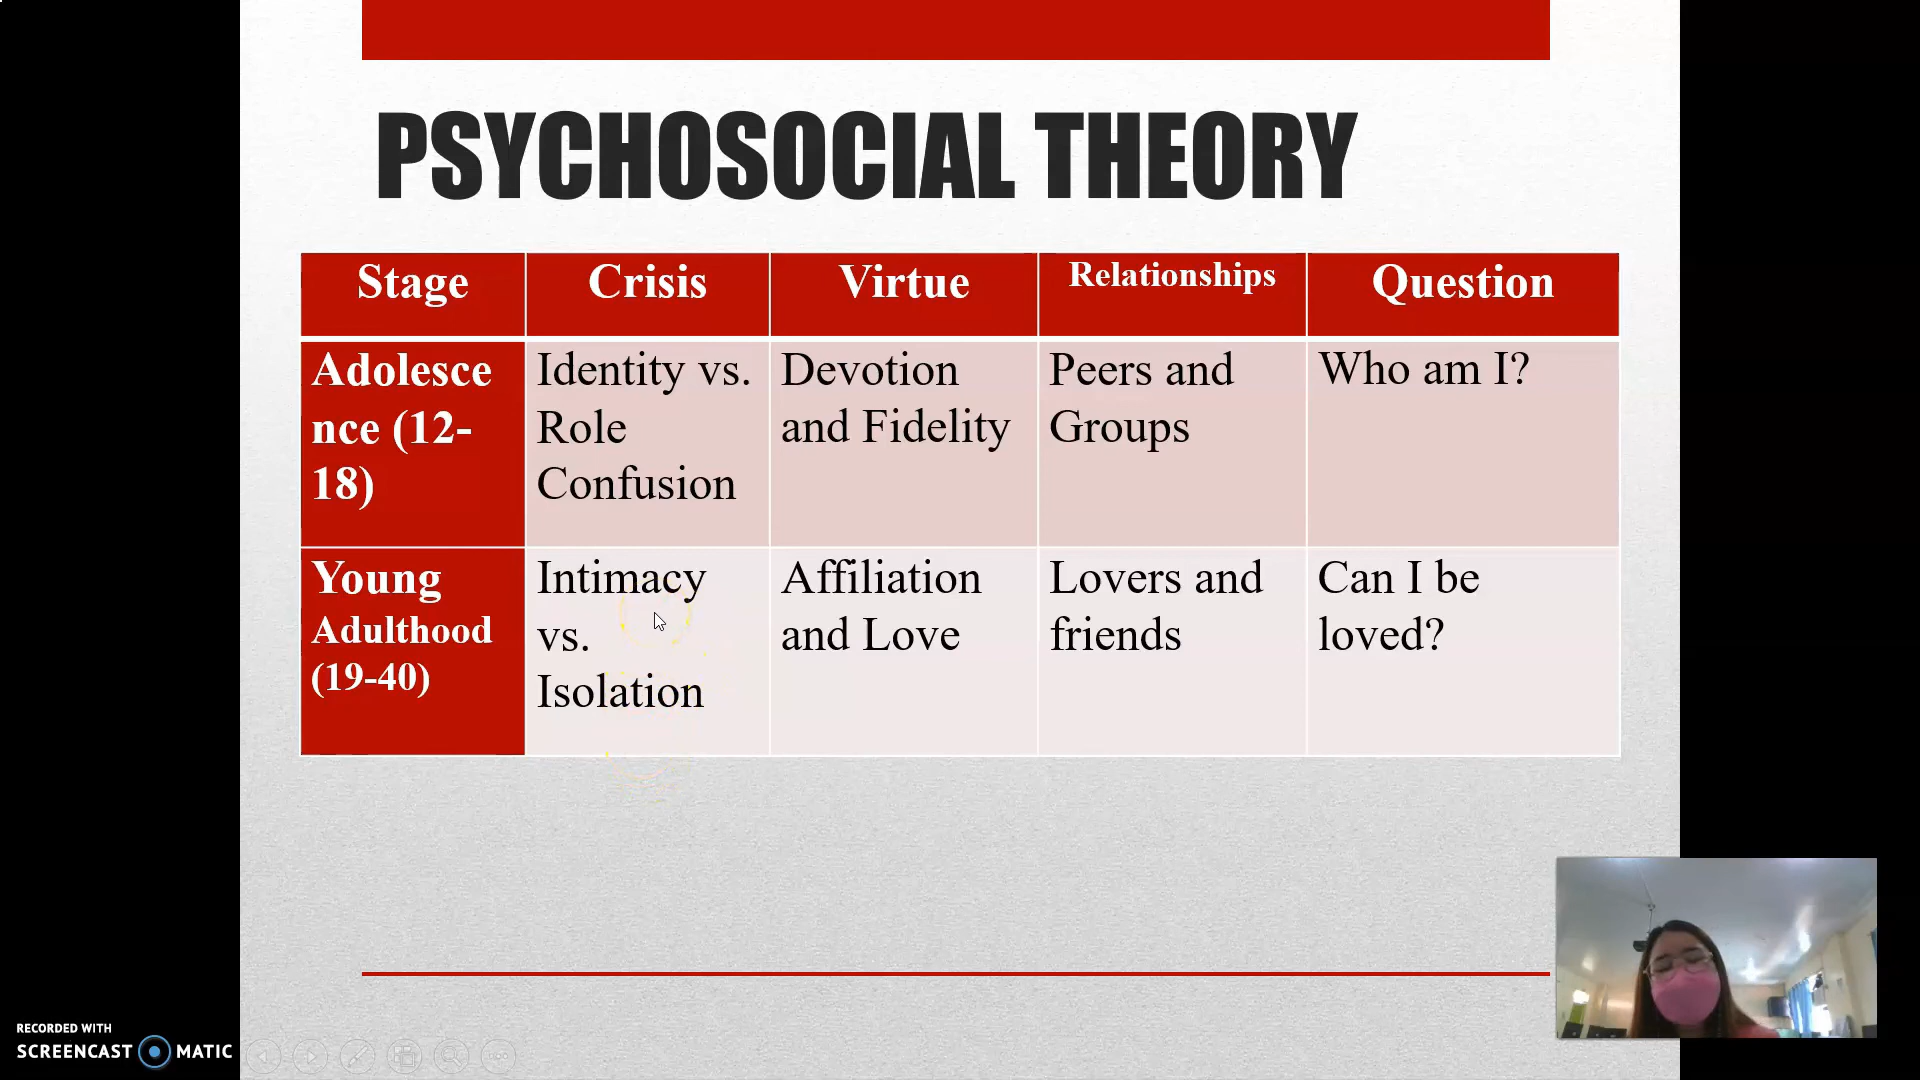 PSYCHOSOCIAL THEORY
Stage Crisis Virtue Relationships Question
Adolesce
nce (12-
18)
Identity vs.
Role
Confusion
Devotion
and Fidelity
Peers and
Groups
Who am I?
Young
Adulthood
(19-40)
Intimacy
vs.
Isolation
Affiliation
and Love
Lovers and
friends
Can I be
loved?
RECORDED WITH
SCREENCAST MATIC